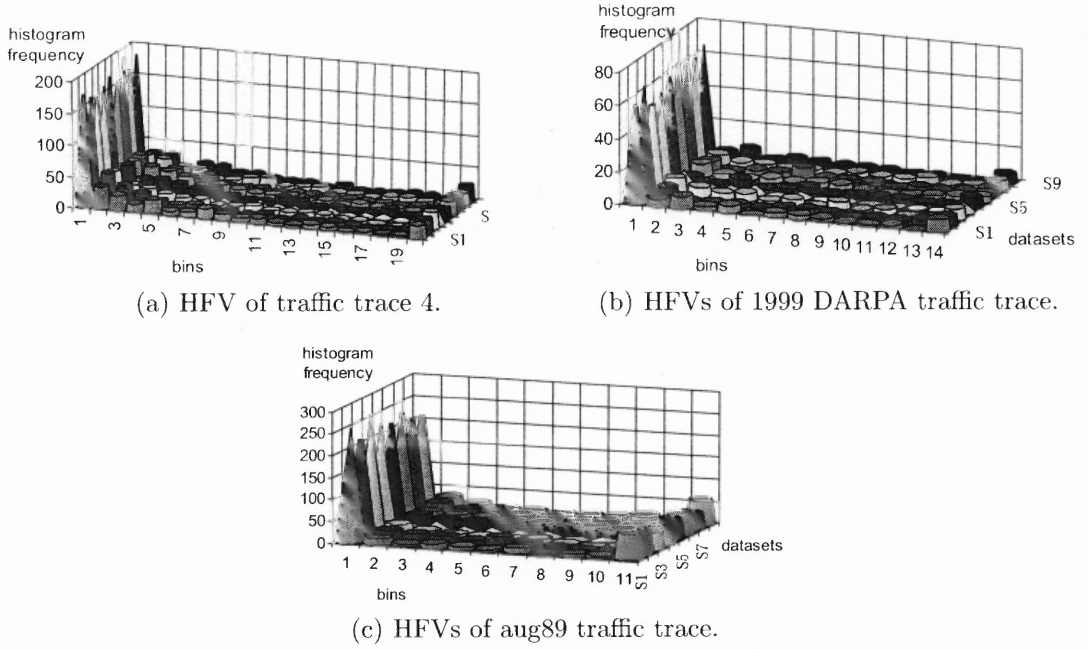 histogram
frequency
200
150
100
50
0
1
3
5
7
9
11
13
15
17
19
S1
S
bins
(a) HFV of traffic trace 4.
histogram
frequency
80
60
40
20
0
1 2 3 4 5 6 7 8 9 10 11 12 13 14
S1
S5
S9
datasets
bins
(b) HFVs of 1999 DARPA traffic trace.
histogram
frequency
300
250
200
150
100
50
0
1 2 3 4 5 6 7 8 9 10 11
S1
S3
S5
S7
datasets
bins
(c) HFVs of aug89 traffic trace.